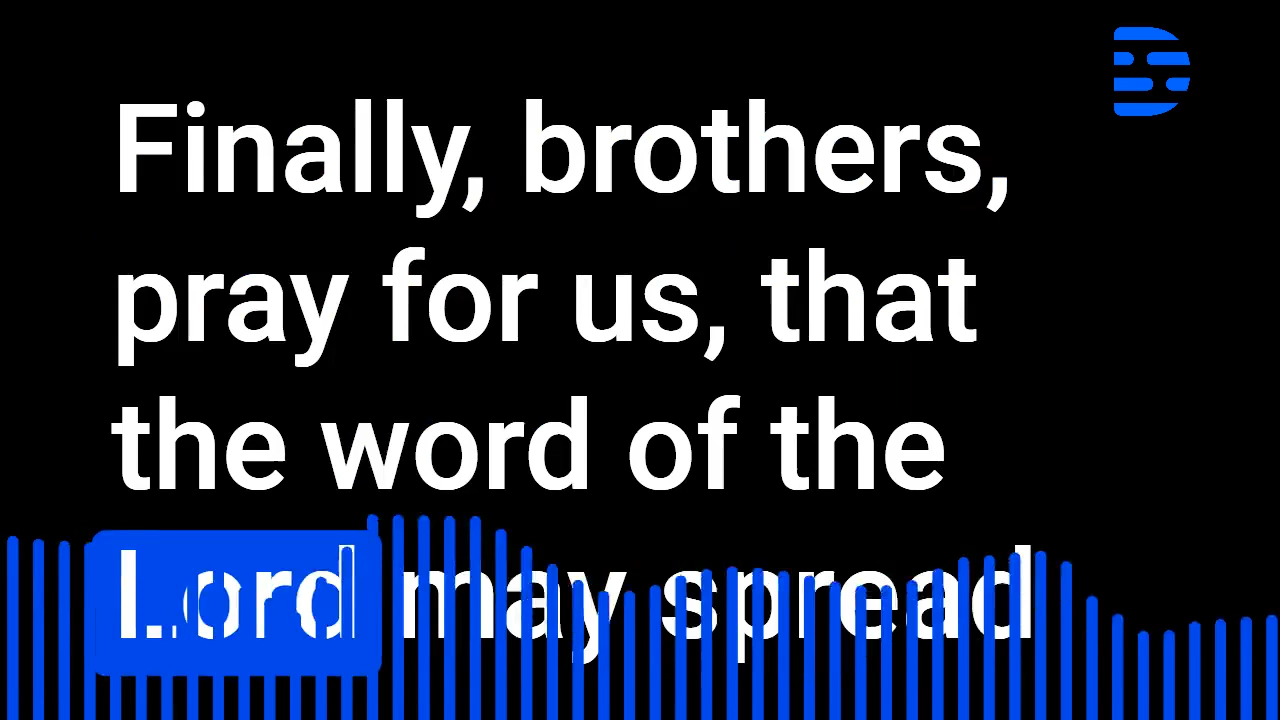 Finally, brothers,
pray for us, that
the word of the
Lord may spread